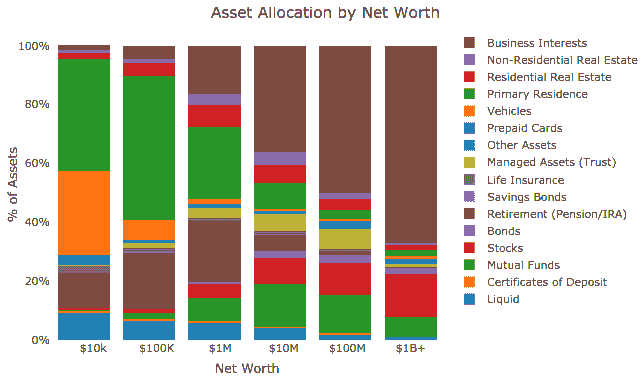 Asset Allocation by Net Worth
100%
80%
60%
40%
20%
0%
% of Assets
$10k
$100K
$1M
$10M
$100M
$1B+
Net Worth
Business Interests
Non-Residential Real Estate
Residential Real Estate
Primary Residence
Vehicles
Prepaid Cards
Other Assets
Managed Assets (Trust)
Life Insurance
Savings Bonds
Retirement (Pension/IRA)
Bonds
Stocks
Mutual Funds
Certificates of Deposit
Liquid